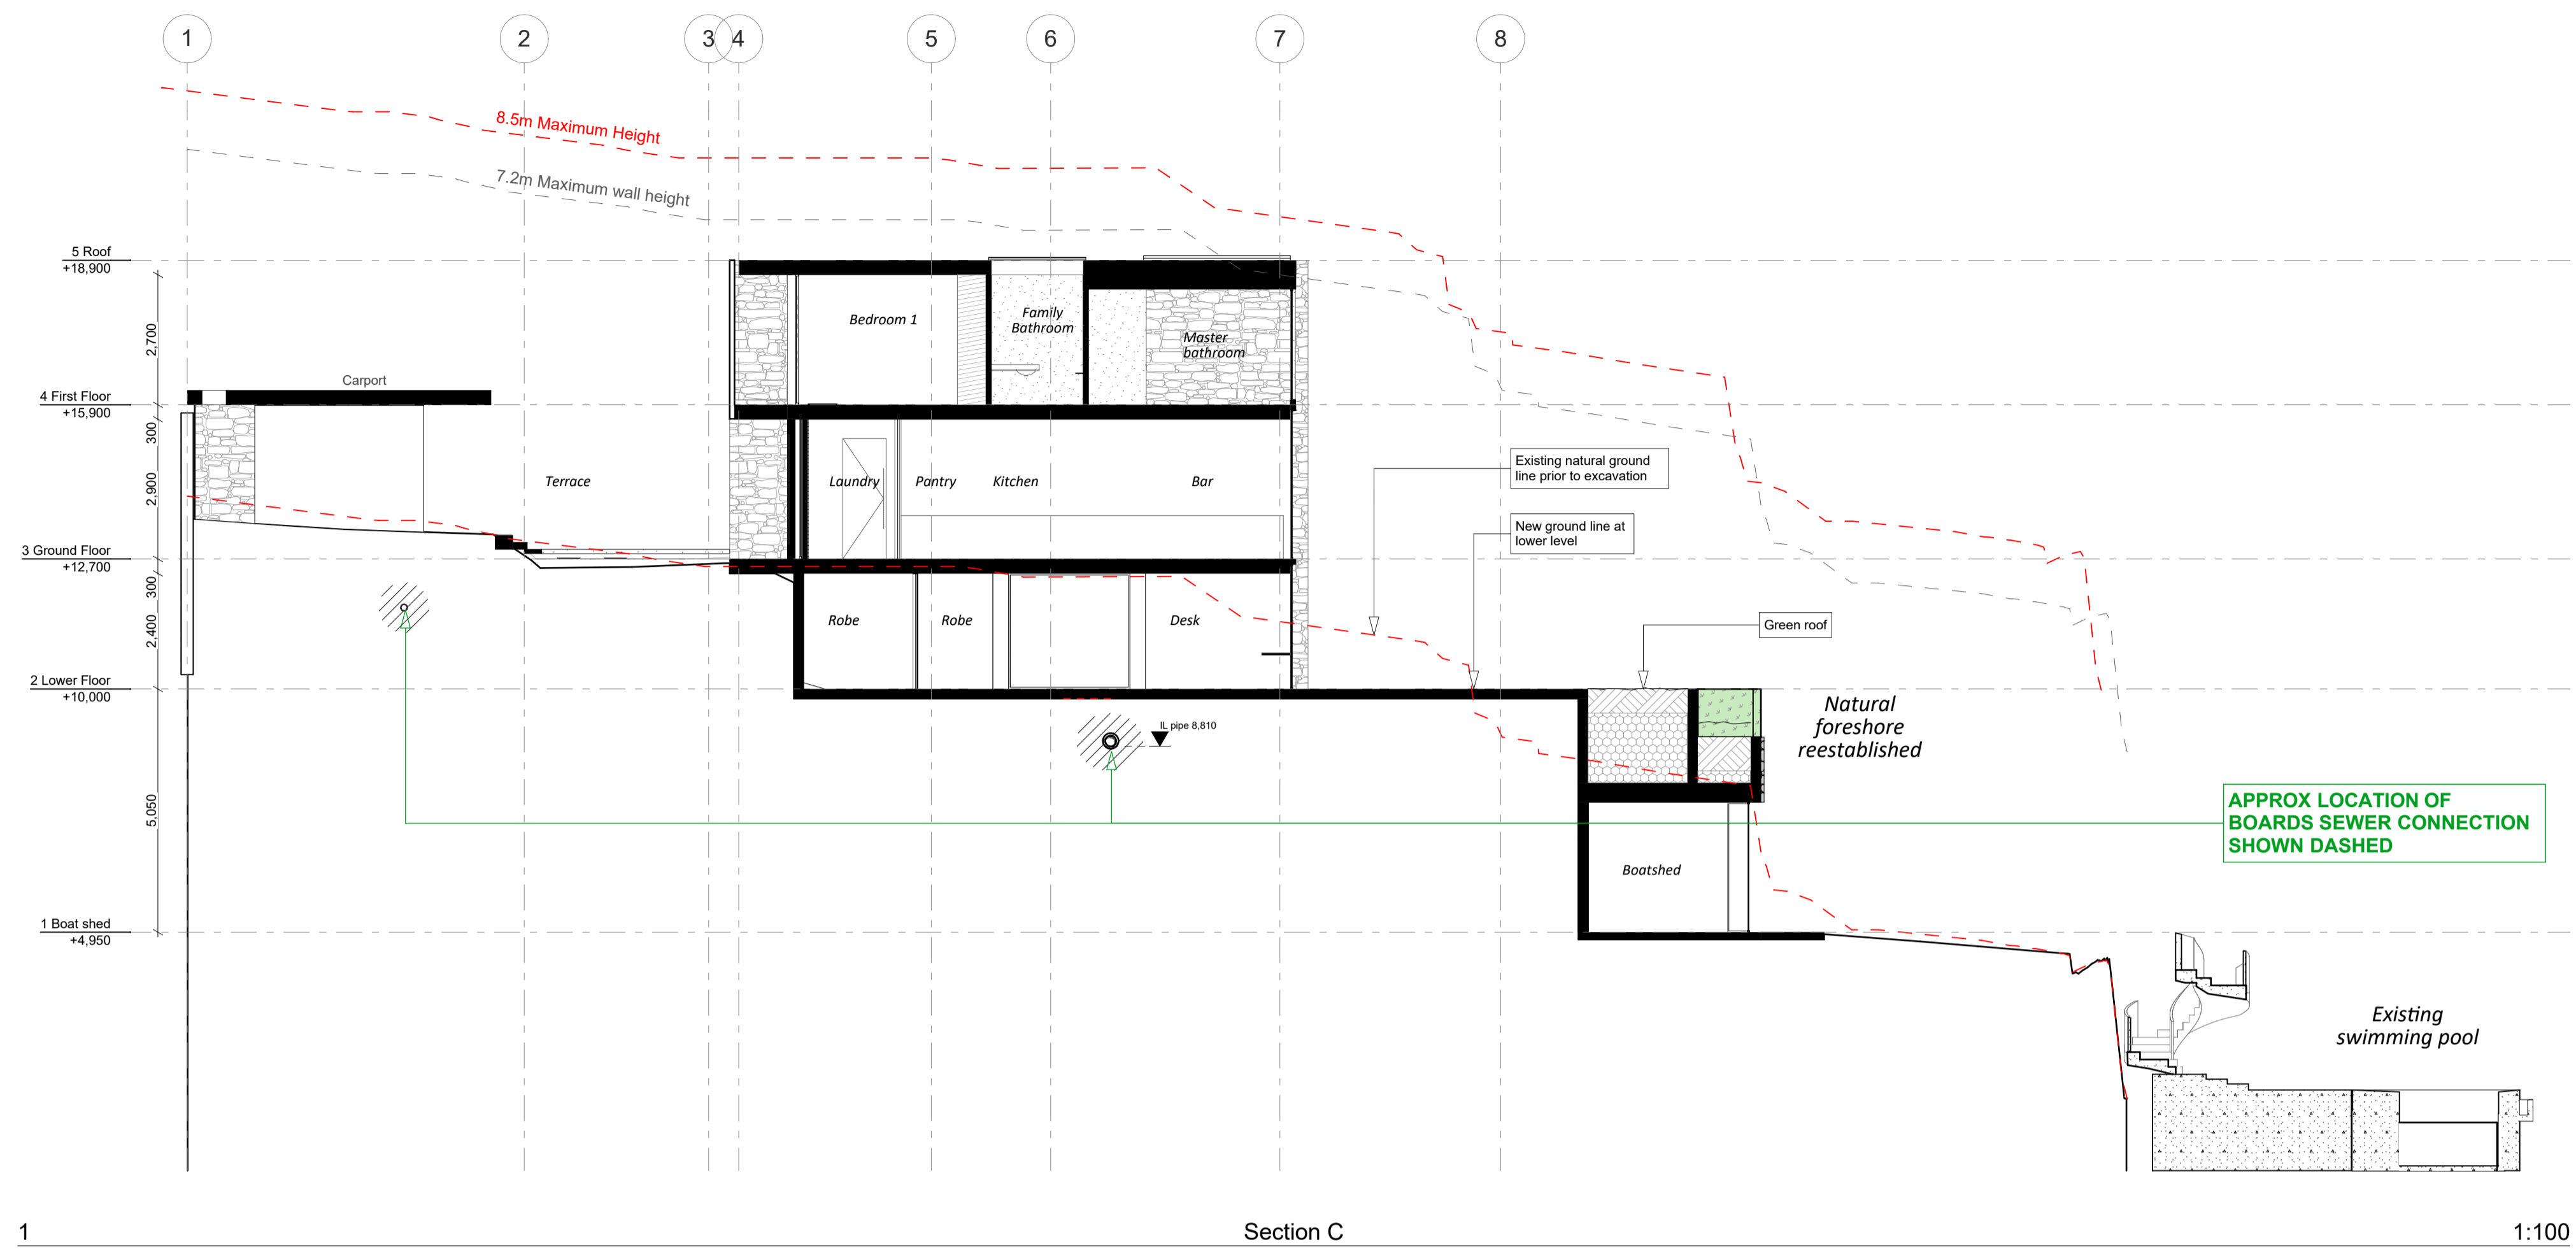 1
2
3
4
5
6
7
8
8.5m Maximum Height
7.2m Maximum wall height
5 Roof
+18,900
2,700
Bedroom 1
Family
Bathroom
Master
bathroom
Carport
4 First Floor
+15,900
300
2,900
Terrace
Laundry
Pantry
Kitchen
Bar
Existing natural ground
line prior to excavation
New ground line at
lower level
3 Ground Floor
+12,700
300
2,400
Robe
Robe
Desk
Green roof
2 Lower Floor
+10,000
IL pipe 8,810
Natural
foreshore
reestablished
5,050
APPROX LOCATION OF
BOARDS SEWER CONNECTION
SHOWN DASHED
Boatshed
1 Boat shed
+4,950
Existing
swimming pool
1
Section C
1:100